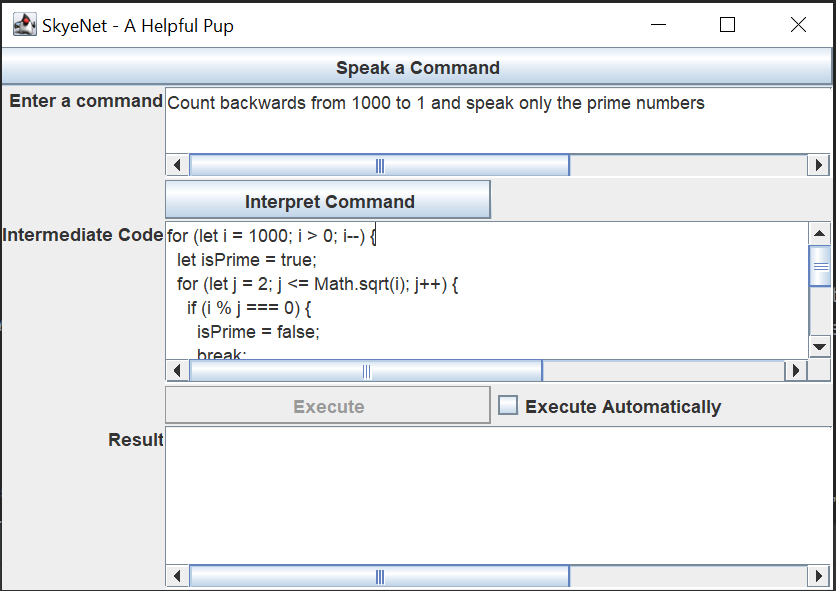 SkyeNet - A Helpful Pup
Speak a Command
Enter a command
Count backwards from 1000 to 1 and speak only the prime numbers
Interpret Command
Intermediate Code
for (let i = 1000; i > 0; i--) {
let isPrime = true;
for (let j = 2; j <= Math.sqrt(i); j++) {
if (i % j === 0) {
isPrime = false;
break;
Execute
Execute Automatically
Result